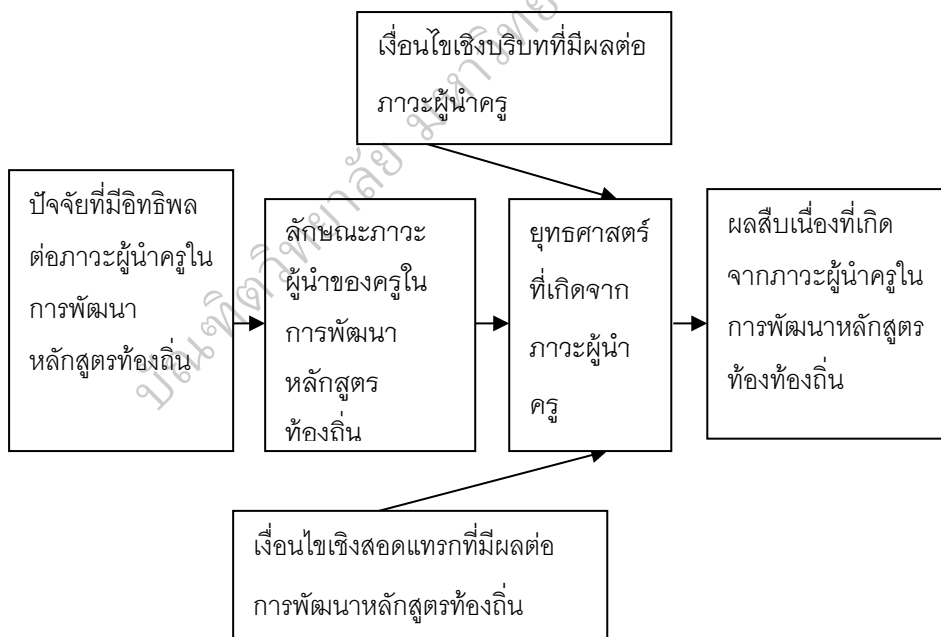 เงื่อนไขเชิงบริบทที่มีผลต่อ
ภาวะผู้นำครู
ปัจจัยที่มีอิทธิพล
ต่อภาวะผู้นำครูใน
การพัฒนา
หลักสูตรท้องถิ่น
ลักษณะภาวะ
ผู้นำของครูใน
การพัฒนา
หลักสูตร
ท้องถิ่น
ยุทธศาสตร์
ที่เกิดจาก
ภาวะผู้นำ
ครู
ผลสืบเนื่องที่เกิด
จากภาวะผู้นำครูใน
การพัฒนาหลักสูตร
ท้องท้องถิ่น
เงื่อนไขเชิงสอดแทรกที่มีผลต่อ
การพัฒนาหลักสูตรท้องถิ่น
บัณฑิตวิทยาลัย